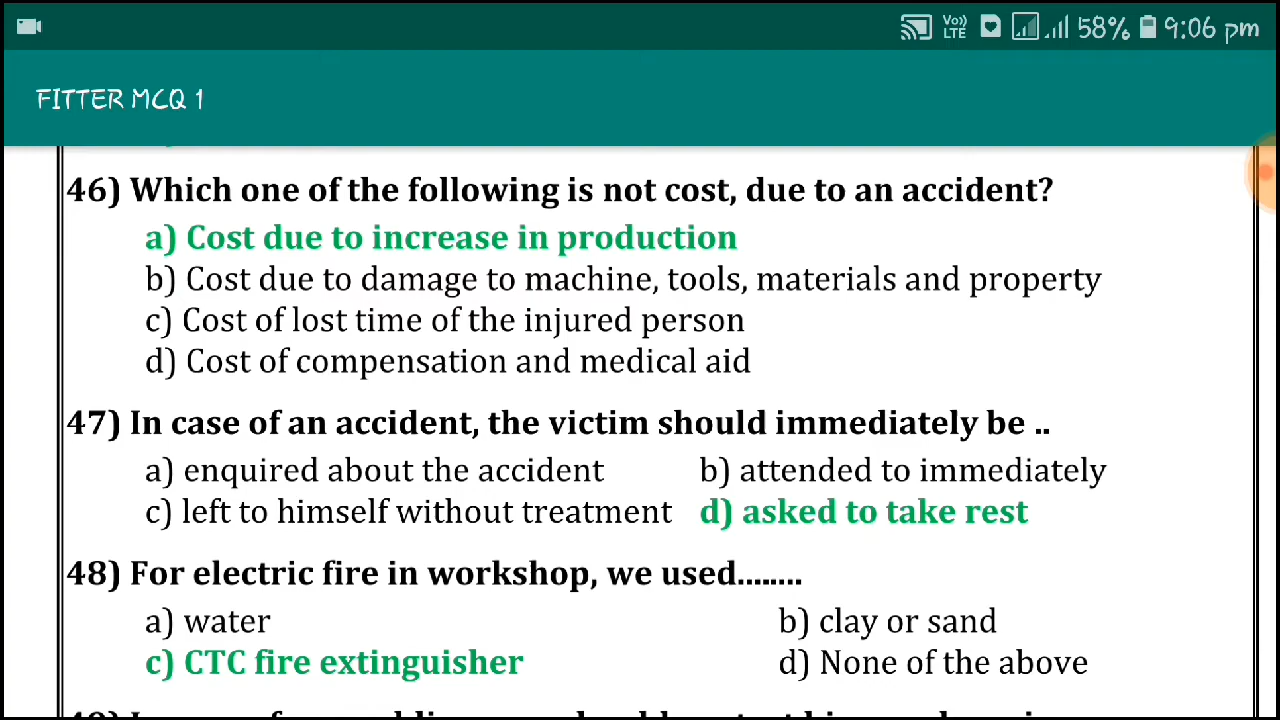 Vo)) LTE 58% 9:06 pm
FITTER MCQ 1
46) Which one of the following is not cost, due to an accident?
a) Cost due to increase in production
b) Cost due to damage to machine, tools, materials and property
c) Cost of lost time of the injured person
d) Cost of compensation and medical aid
47) In case of an accident, the victim should immediately be ..
a) enquired about the accident b) attended to immediately
c) left to himself without treatment d) asked to take rest
48) For electric fire in workshop, we used........
a) water b) clay or sand
c) CTC fire extinguisher d) None of the above